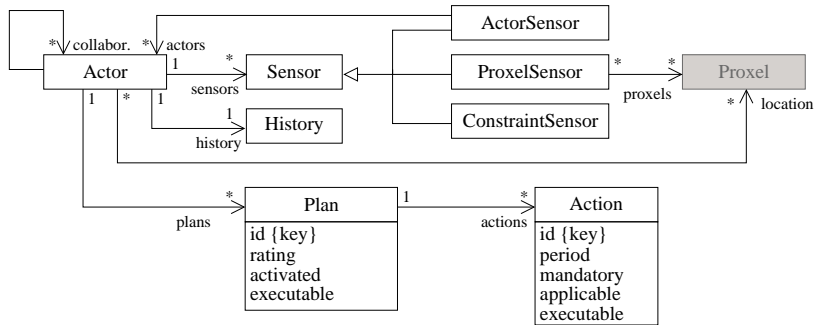 ActorSensor
* collabor.
* actors
Actor
1
sensors
*
Sensor
ProxelSensor
*
proxels
*
Proxel
1
*
1
history
1
History
ConstraintSensor
*
location
plans
*
Plan
1
actions
*
Action
id {key}
rating
activated
executable
id {key}
period
mandatory
applicable
executable